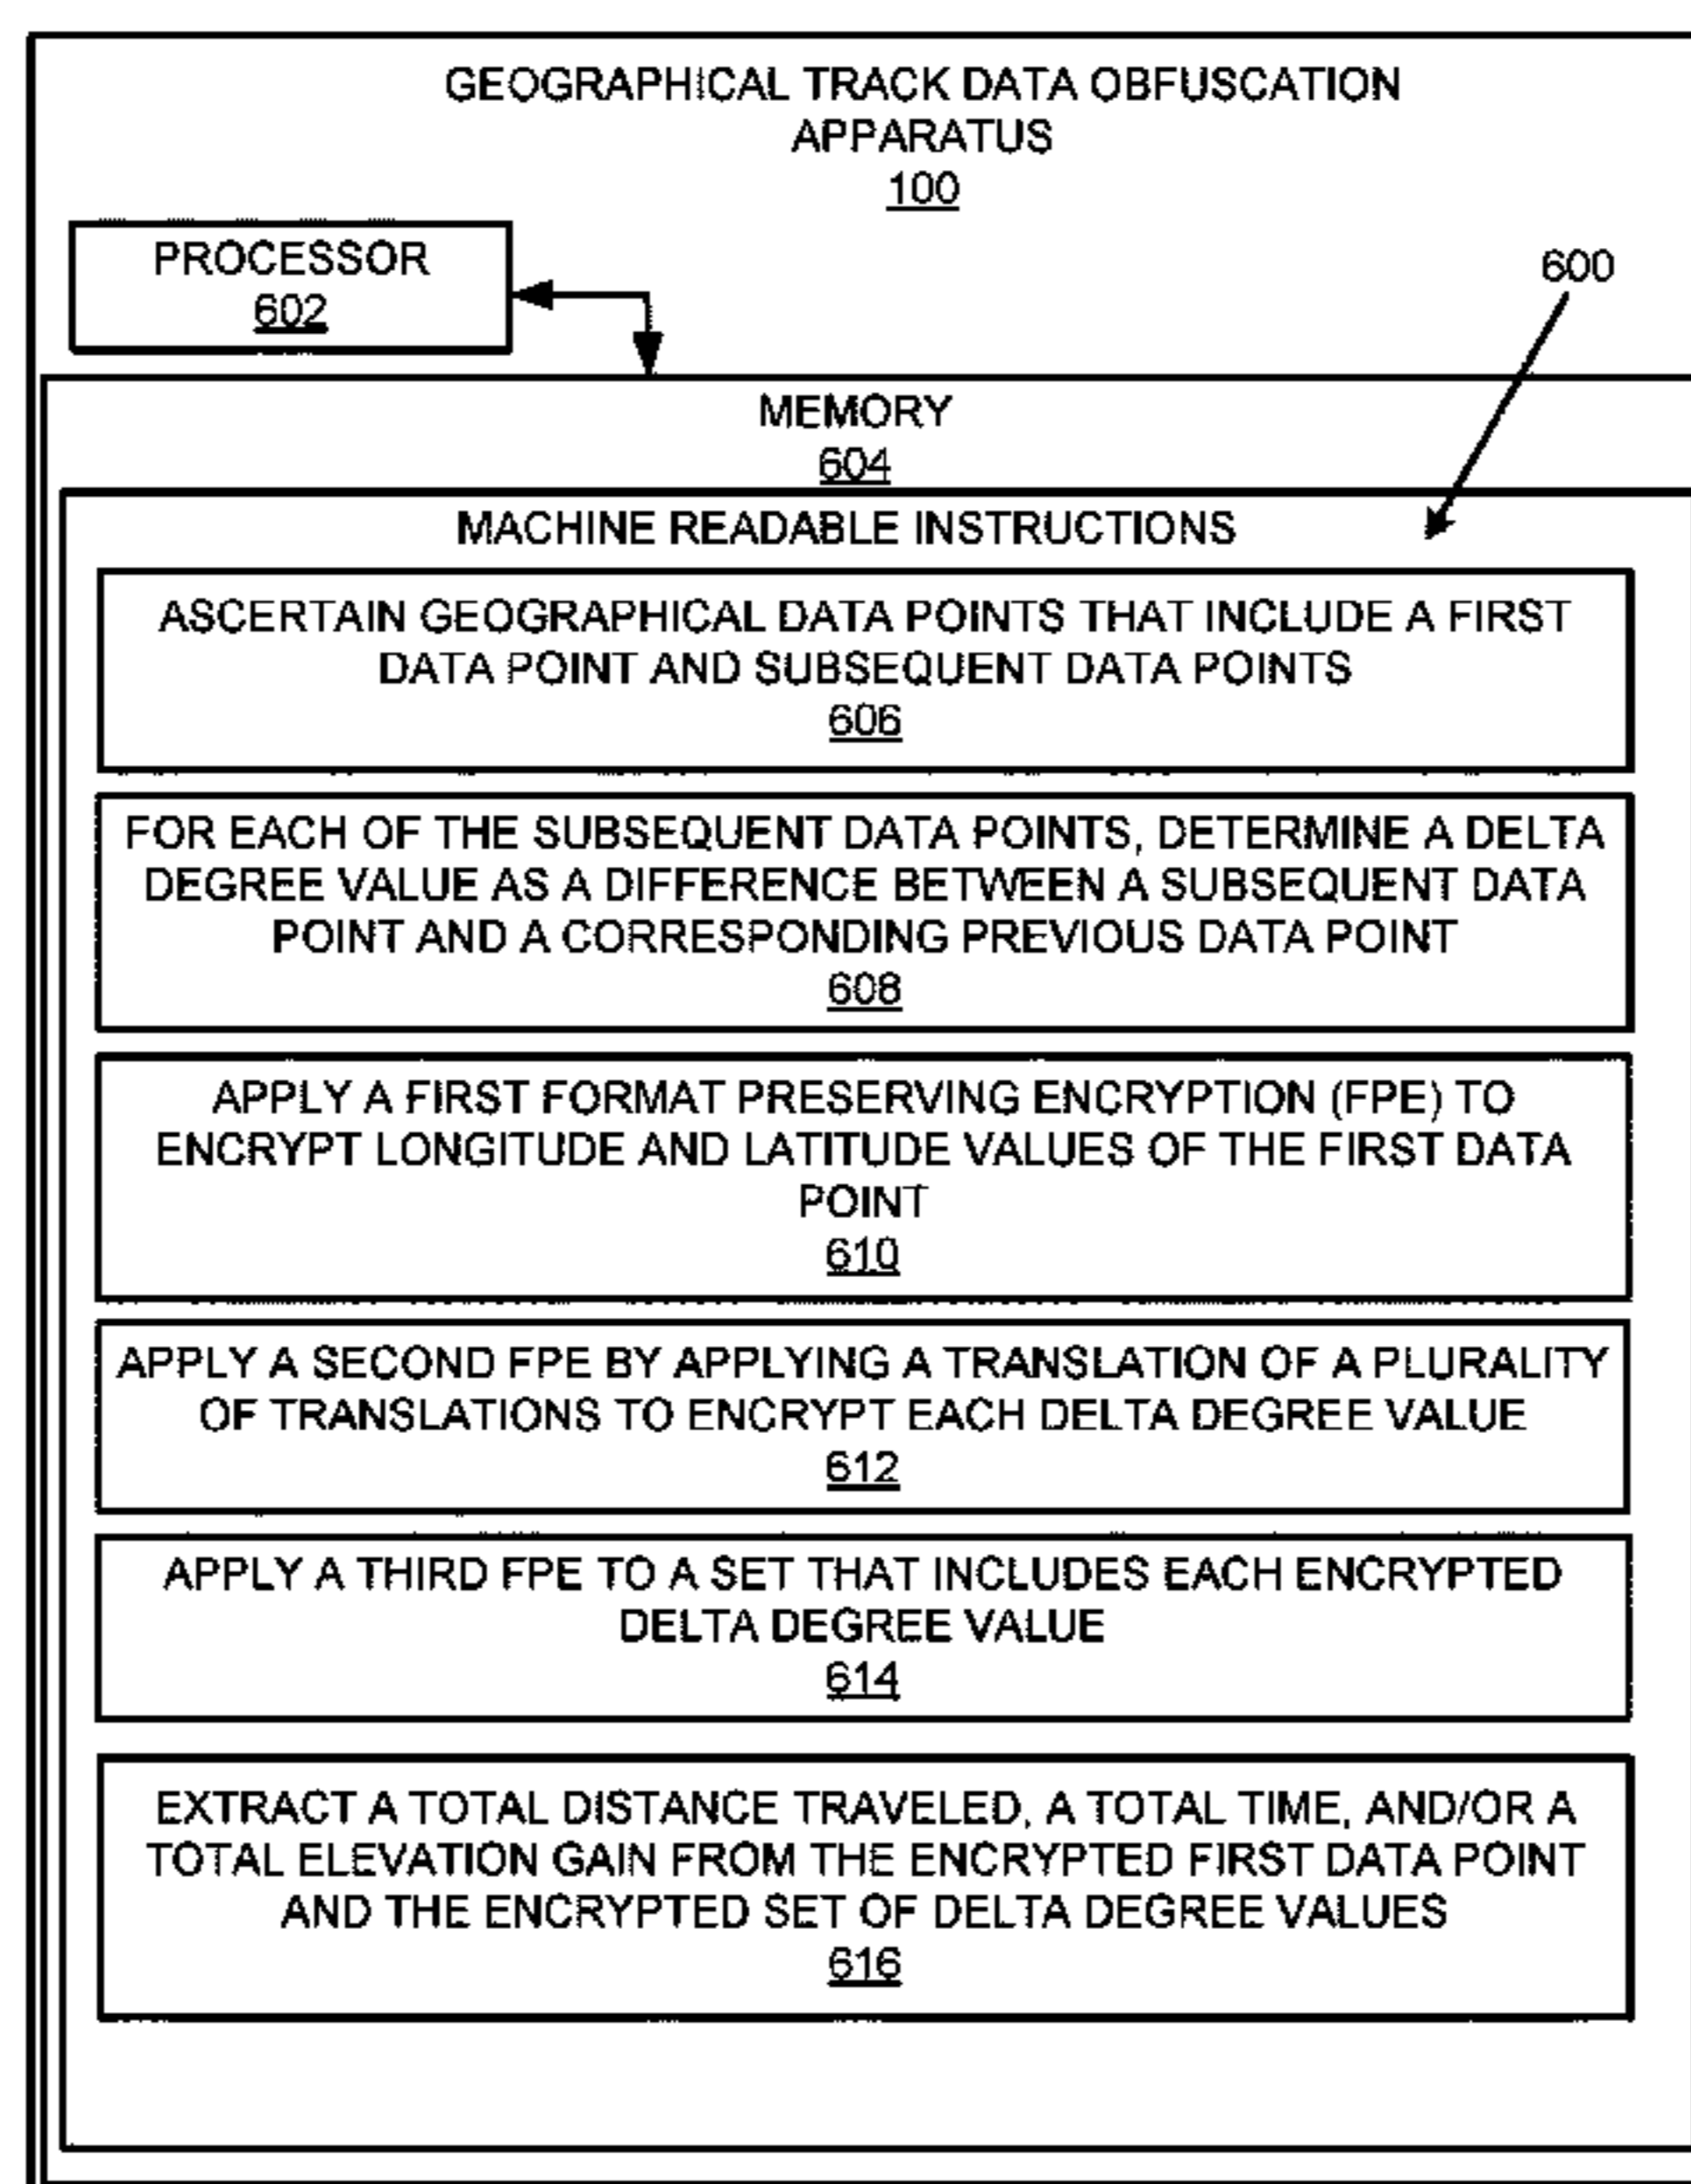 GEOGRAPHICAL TRACK DATA OBFUSCATION
APPARATUS
100
PROCESSOR
602
600
MEMORY
604
MACHINE READABLE INSTRUCTIONS
ASCERTAIN GEOGRAPHICAL DATA POINTS THAT INCLUDE A FIRST
DATA POINT AND SUBSEQUENT DATA POINTS
606
FOR EACH OF THE SUBSEQUENT DATA POINTS, DETERMINE A DELTA
DEGREE VALUE AS A DIFFERENCE BETWEEN A SUBSEQUENT DATA
POINT AND A CORRESPONDING PREVIOUS DATA POINT
608
APPLY A FIRST FORMAT PRESERVING ENCRYPTION (FPE) TO
ENCRYPT LONGITUDE AND LATITUDE VALUES OF THE FIRST DATA
POINT
610
APPLY A SECOND FPE BY APPLYING A TRANSLATION OF A PLURALITY
OF TRANSLATIONS TO ENCRYPT EACH DELTA DEGREE VALUE
612
APPLY A THIRD FPE TO A SET THAT INCLUDES EACH ENCRYPTED
DELTA DEGREE VALUE
614
EXTRACT A TOTAL DISTANCE TRAVELED, A TOTAL TIME, AND/OR A
TOTAL ELEVATION GAIN FROM THE ENCRYPTED FIRST DATA POINT
AND THE ENCRYPTED SET OF DELTA DEGREE VALUES
616